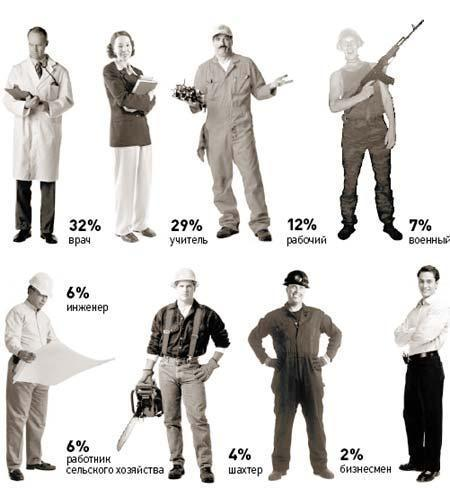 32%
врач
29%
учитель
12%
рабочий
7%
военный
6%
инженер
6%
работник
сельского хозяйства
4%
шахтер
2%
бизнесмен